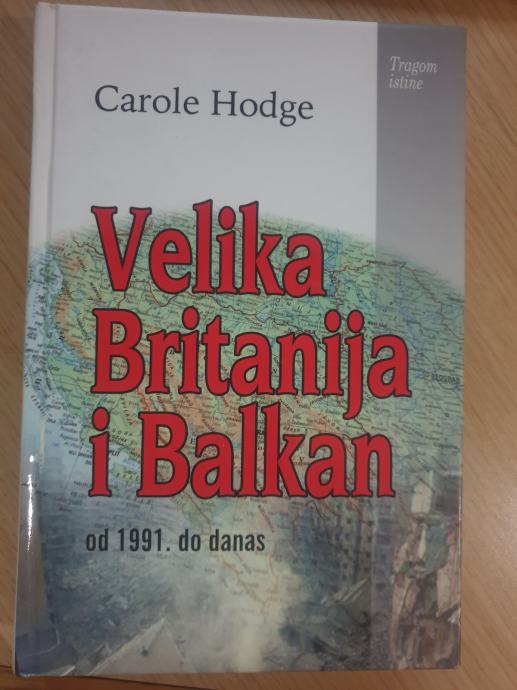 Tragom
istine
Carole Hodge
Velika
Britanija
i Balkan
od 1991. do danas